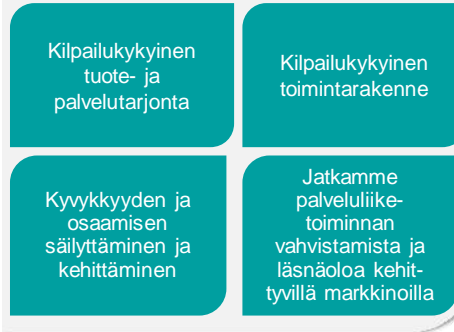 Kilpailukykyinen
tuote- ja
palvelutarjonta
Kilpailukykyinen
toimintarakenne
Kyvykkyyden ja
osaamisen
säilyttäminen ja
kehittäminen
Jatkamme
palveluliike-
toiminnan
vahvistamista ja
läsnäoloa kehit-
tyvillä markkinoilla